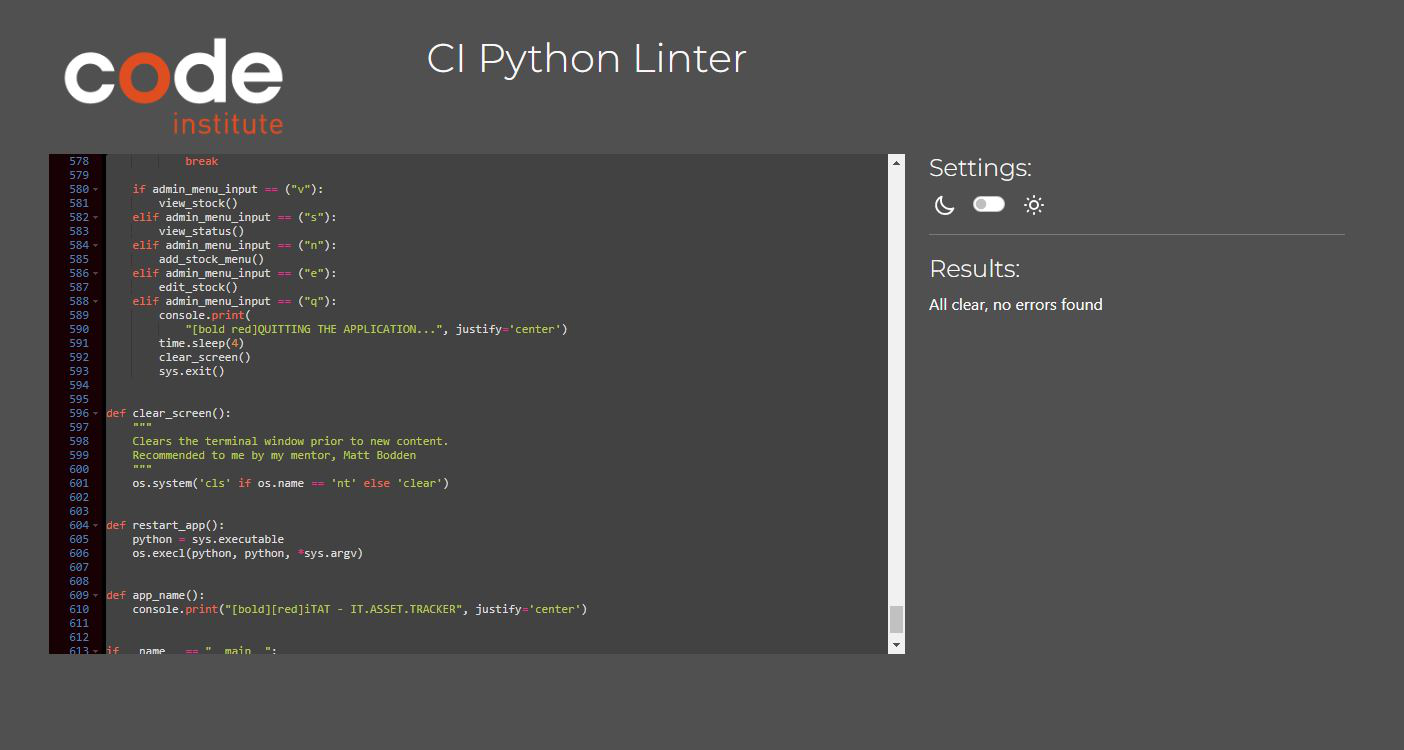 code
institute
CI Python Linter
578 break
579
580 if admin_menu_input == ("v"):
581 view_stock()
582 elif admin_menu_input == ("s"):
583 view_status()
584 elif admin_menu_input == ("n"):
585 add_stock_menu()
586 elif admin_menu_input == ("e"):
587 edit_stock()
588 elif admin_menu_input == ("q"):
589 console.print(
590 "[bold red]QUITTING THE APPLICATION...", justify='center')
591 time.sleep(4)
592 clear_screen()
593 sys.exit()
594
595
596 def clear_screen():
597 """
598 Clears the terminal window prior to new content.
599 Recommended to me by my mentor, Matt Bodden
600 """
601 os.system('cls' if os.name == 'nt' else 'clear')
602
603
604 def restart_app():
605 python = sys.executable
606 os.execl(python, python, *sys.argv)
607
608
609 def app_name():
610 console.print("[bold][red]iTAT - IT.ASSET.TRACKER", justify='center')
611
612
613 if __name__ == "__main__":
Settings:
Results:
All clear, no errors found